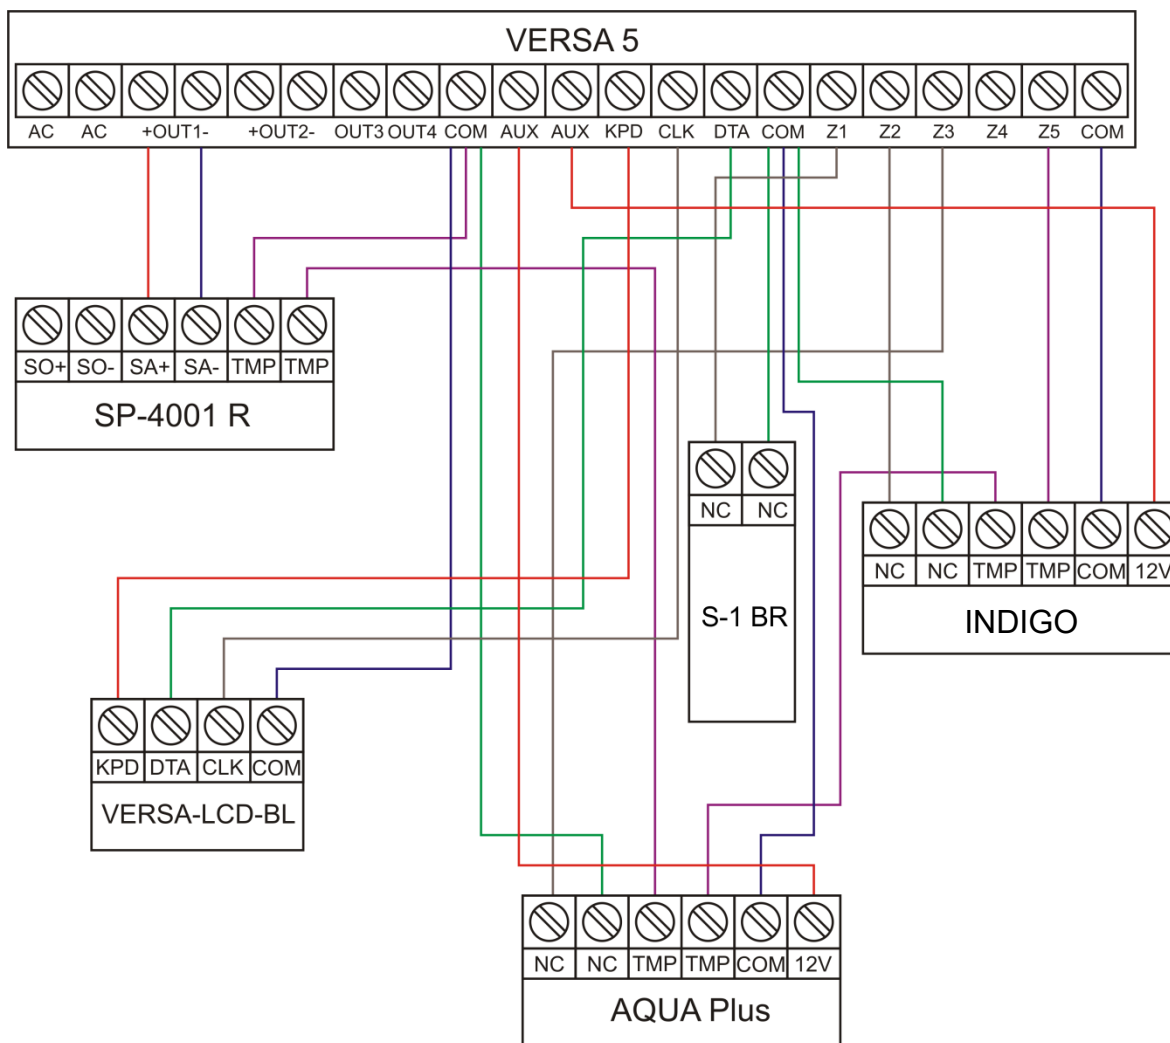 VERSA 5
AC AC +OUT1- +OUT2- OUT3 OUT4 COM AUX AUX KPD CLK DTA COM Z1 Z2 Z3 Z4 Z5 COM
SO+ SO- SA+ SA- TMP TMP
SP-4001 R
NC NC
S-1 BR
NC NC TMP TMP COM 12V
INDIGO
KPD DTA CLK COM
VERSA-LCD-BL
NC NC TMP TMP COM 12V
AQUA Plus